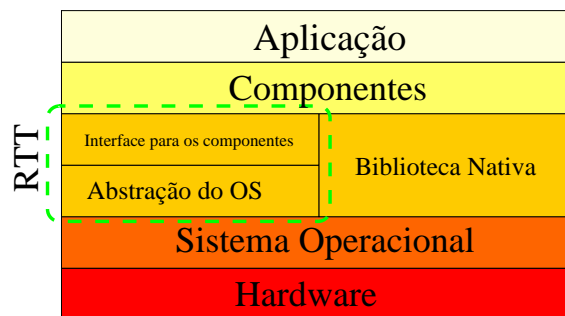 Aplicação
Componentes
RTT
Interface para os componentes
Abstração do OS
Biblioteca Nativa
Sistema Operacional
Hardware